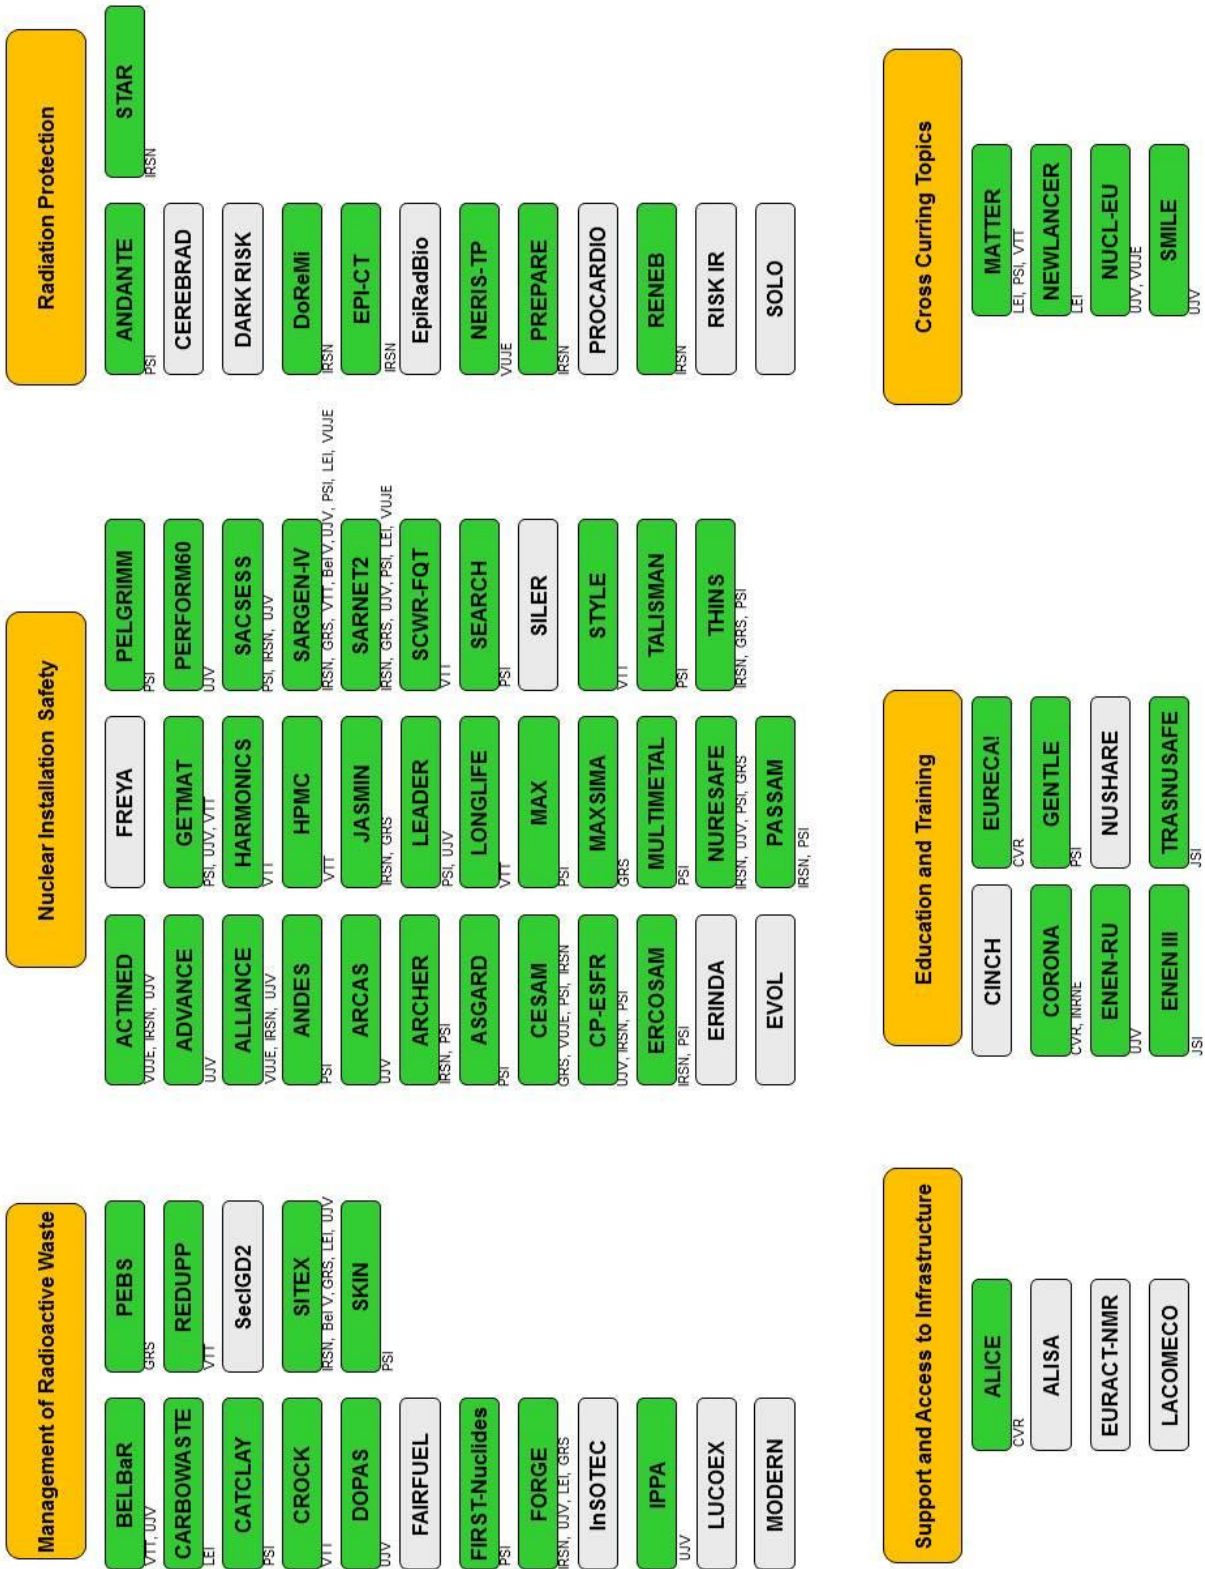 Management of Radioactive Waste
BELBaR
VTT, UJV
CARBOWASTE
LEI
CATCLAY
PSI
CROCK
VTT
DOPAS
UJV
FAIRFUEL
FIRST-Nuclides
PSI
FORGE
IRSN, UJV, LEI, GRS
InSOTEC
IPPA
UJV
LUCOEX
MODERN
PEBS
GRS
REDUPP
VTT
SecIGD2
SITEX
IRSN, Bel V, GRS, LEI, UJV
SKIN
PSI
Nuclear Installation Safety
ACTINED
VUJE, IRSN, UJV
ADVANCE
UJV
ALLIANCE
VUJE, IRSN, UJV
ANDES
PSI
ARCAS
UJV
ARCHER
IRSN, PSI
ASGARD
PSI
CESAM
GRS, VUJE, PSI, IRSN
CP-ESFR
UJV, IRSN, PSI
ERCOSAM
IRSN, PSI
ERINDA
EVOL
FREYA
GETMAT
PSI, UJV, VTT
HARMONICS
VTT
HPMC
VTT
JASMIN
IRSN, GRS
LEADER
PSI, UJV
LONGLIFE
VTT
MAX
PSI
MAXSIMA
GRS
MULTIMETAL
PSI
NURESAFE
IRSN, UJV, PSI, GRS
PASSAM
IRSN, PSI
PELGRIMM
PSI
PERFORM60
UJV
SACSESS
PSI, IRSN, UJV
SARGEN-IV
IRSN, GRS, VTT, Bel V, UJV, PSI, LEI, VUJE
SARNET2
IRSN, GRS, UJV, PSI, LEI, VUJE
SCWR-FQT
VTT
SEARCH
PSI
SILER
STYLE
VTT
TALISMAN
PSI
THINS
IRSN, GRS, PSI
Radiation Protection
ANDANTE
PSI
CEREBRAD
DARK RISK
DoReMi
IRSN
EPI-CT
IRSN
EpiRadBio
NERIS-TP
VUJE
PREPARE
IRSN
PROCARDIO
RENEB
IRSN
RISK IR
SOLO
STAR
IRSN
Support and Access to Infrastructure
ALICE
CVR
ALISA
EURACT-NMR
LACOMECO
Education and Training
CINCH
CORONA
CVR, INRNE
ENEN-RU
UJV
ENEN III
JSI
EURECA!
CVR
GENTLE
PSI
NUSHARE
TRASNUSAFE
JSI
Cross Curring Topics
MATTER
LEI, PSI, VTT
NEWLANCER
LEI
NUCL-EU
UJV, VUJE
SMILE
UJV